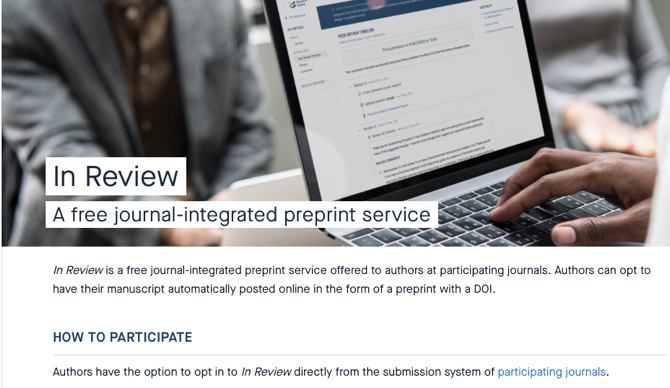 PEER REVIEW TIMELINE
In Review
A free journal-integrated preprint service
In Review is a free journal-integrated preprint service offered to authors at participating journals. Authors can opt to
have their manuscript automatically posted online in the form of a preprint with a DOI.
HOW TO PARTICIPATE
Authors have the option to opt in to In Review directly from the submission system of participating journals.